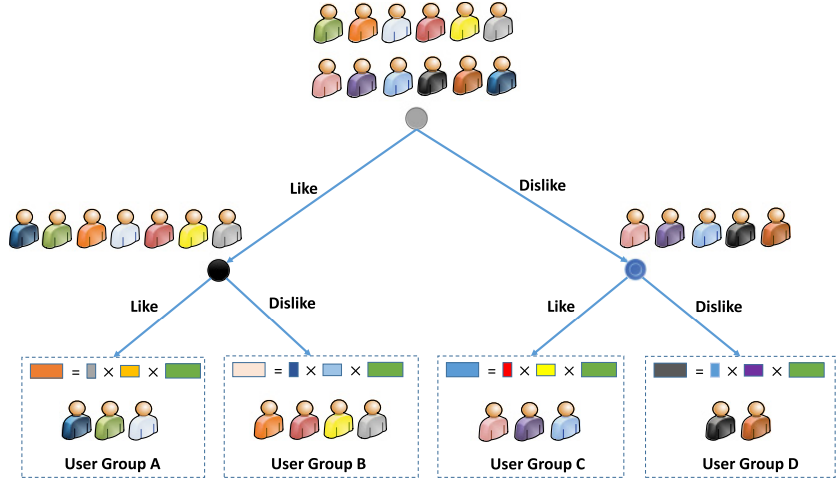 Like
Dislike
Like
Dislike
Like
Dislike
= × ×
= × ×
= × ×
= × ×
User Group A
User Group B
User Group C
User Group D